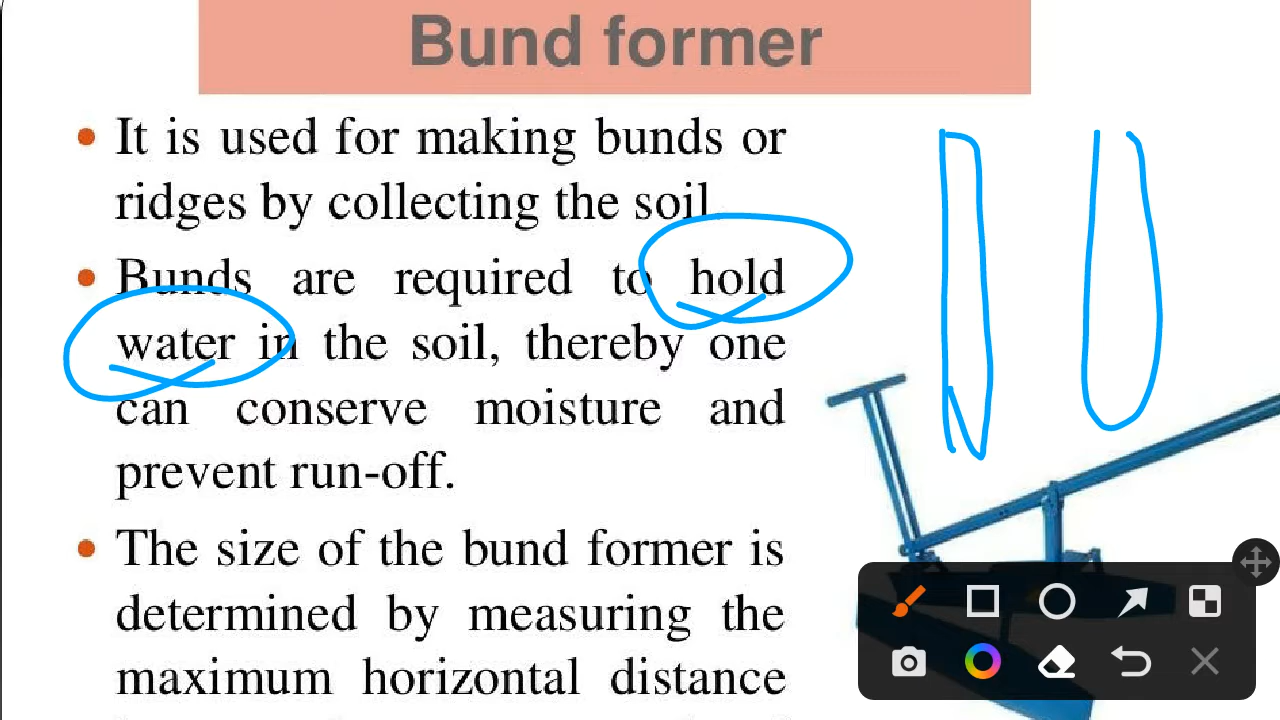 Bund former
• It is used for making bunds or
ridges by collecting the soil
• Bunds are required to hold
water in the soil, thereby one
can conserve moisture and
prevent run-off.
• The size of the bund former is
determined by measuring the
maximum horizontal distance